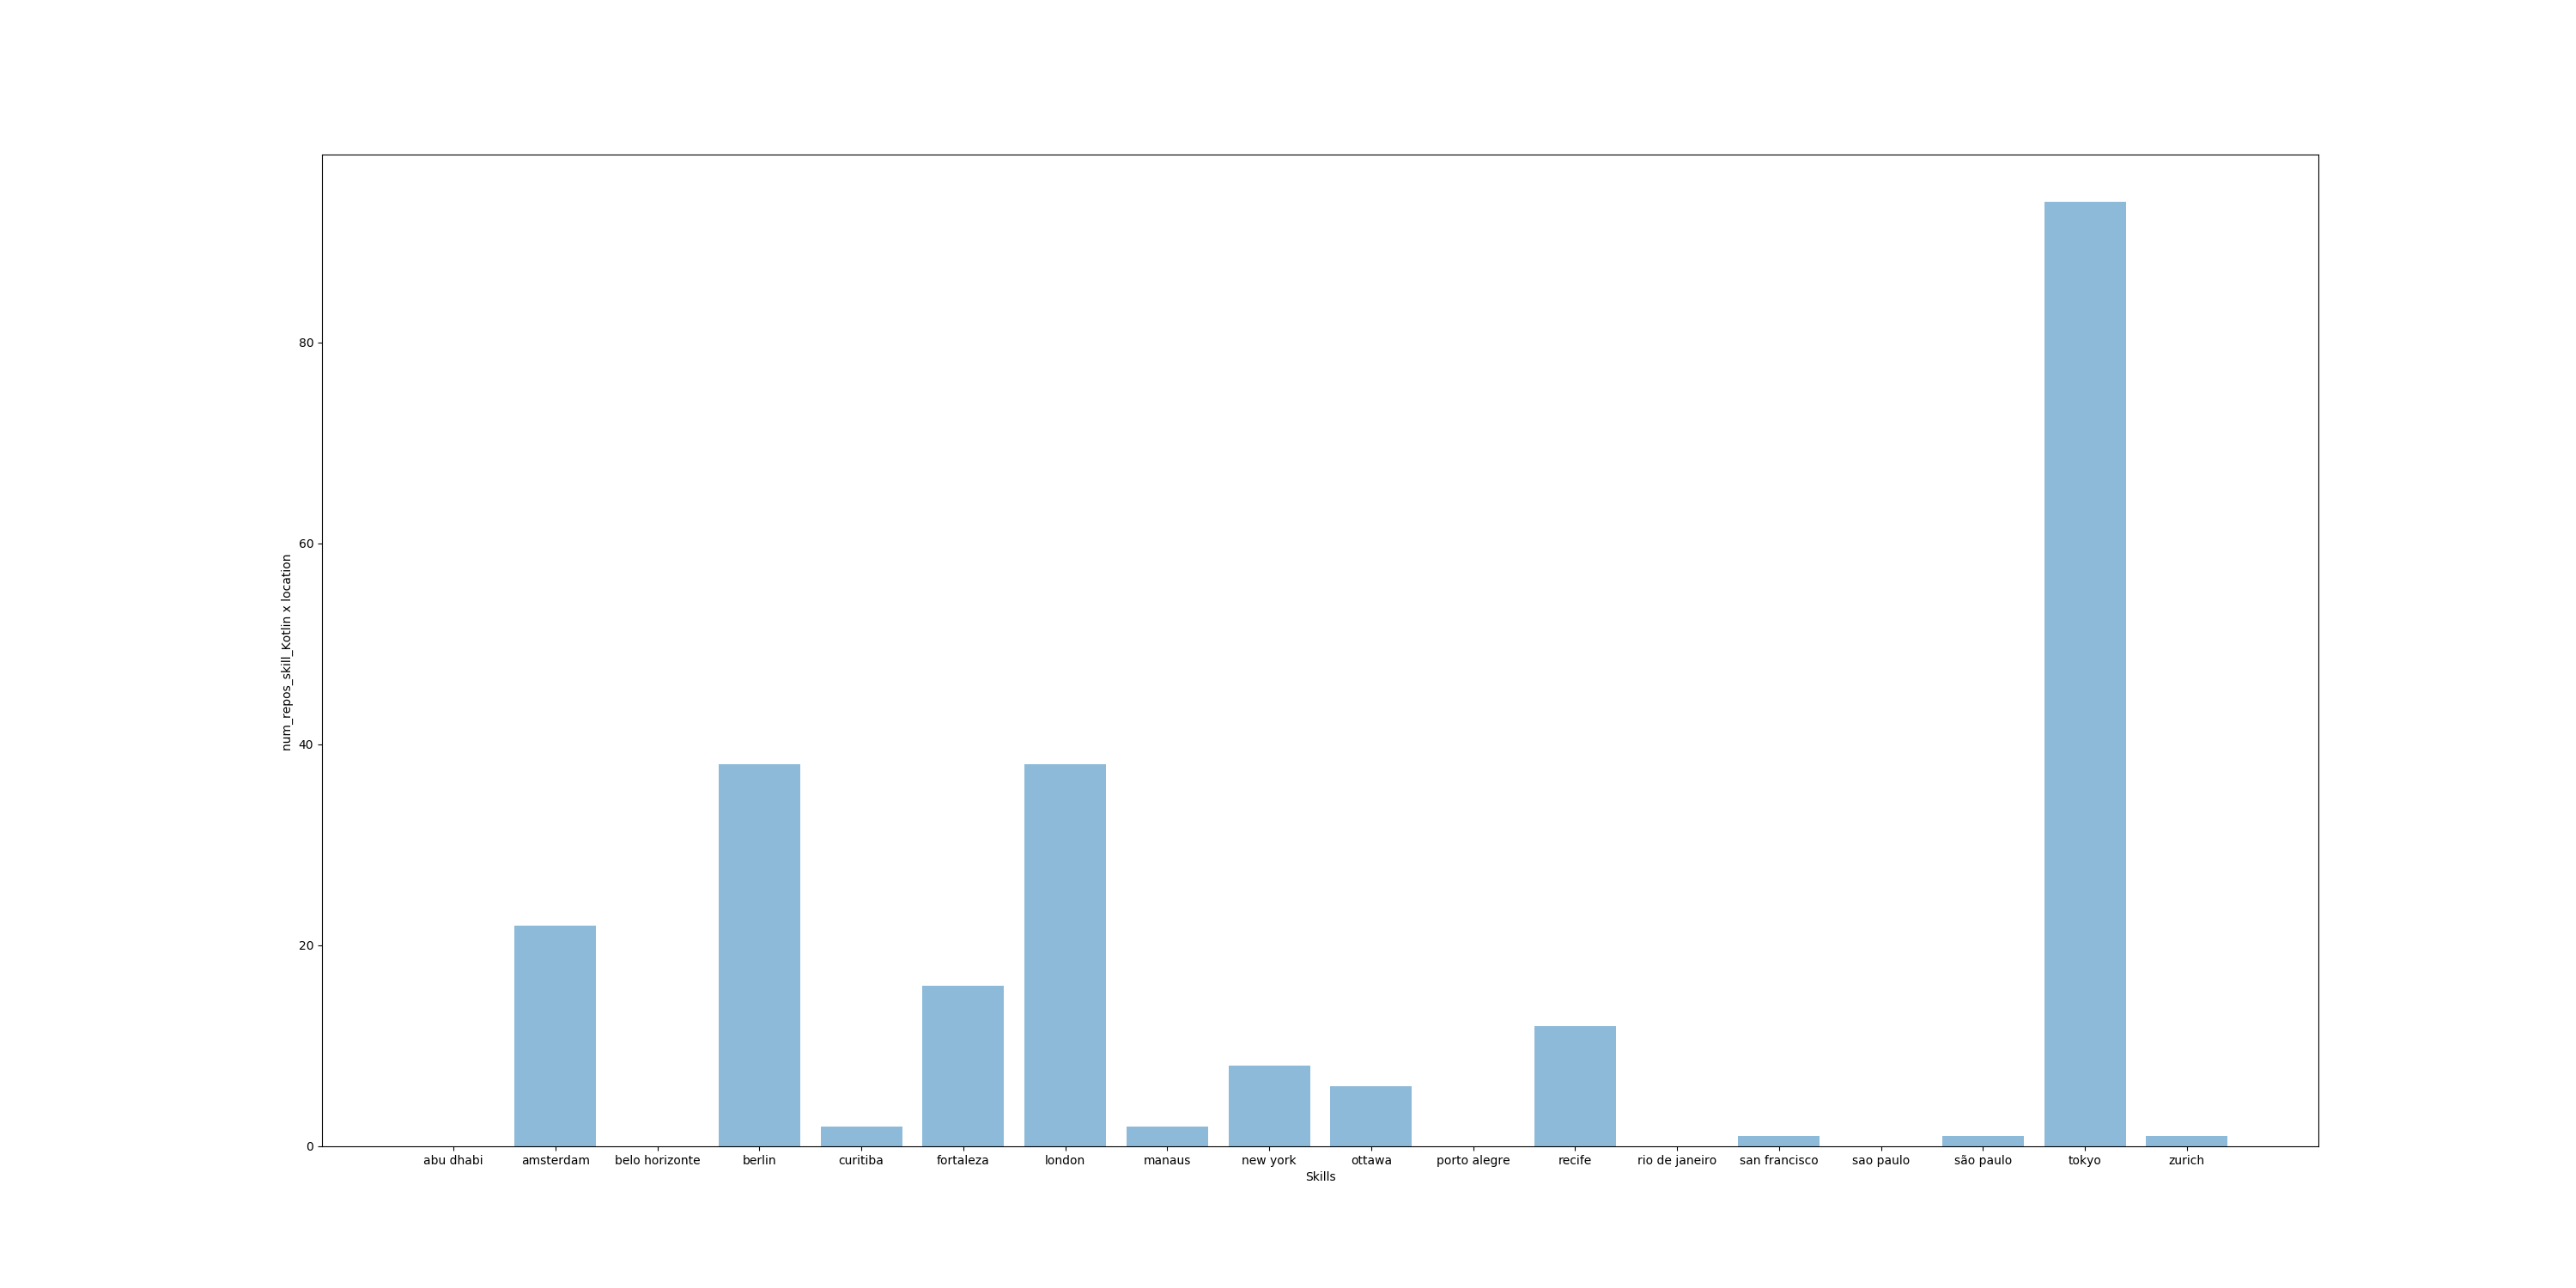 80
60
40
20
0
num_repos_skill_Kotlin x location
abu dhabi amsterdam belo horizonte berlin curitiba fortaleza london manaus new york ottawa porto alegre recife rio de janeiro san francisco sao paulo são paulo tokyo zurich
Skills